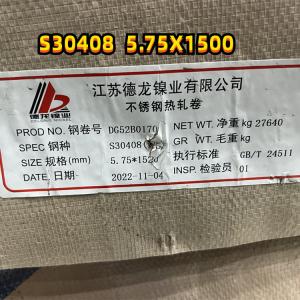 S30408 5.75X1500
德龙镍业
江苏德龙镍业有限公司
不锈钢热轧卷
PROD NO. 钢卷号 DG52B0170
NET WT. 净重 kg 27640
SPEC 钢种 S30408
GR WT. 毛重 kg
SIZE 规格(mm) 5.75*1520
执行标准 GB/T 24511
DATE. 日期. 2022-11-04
INSP. 检验员 01